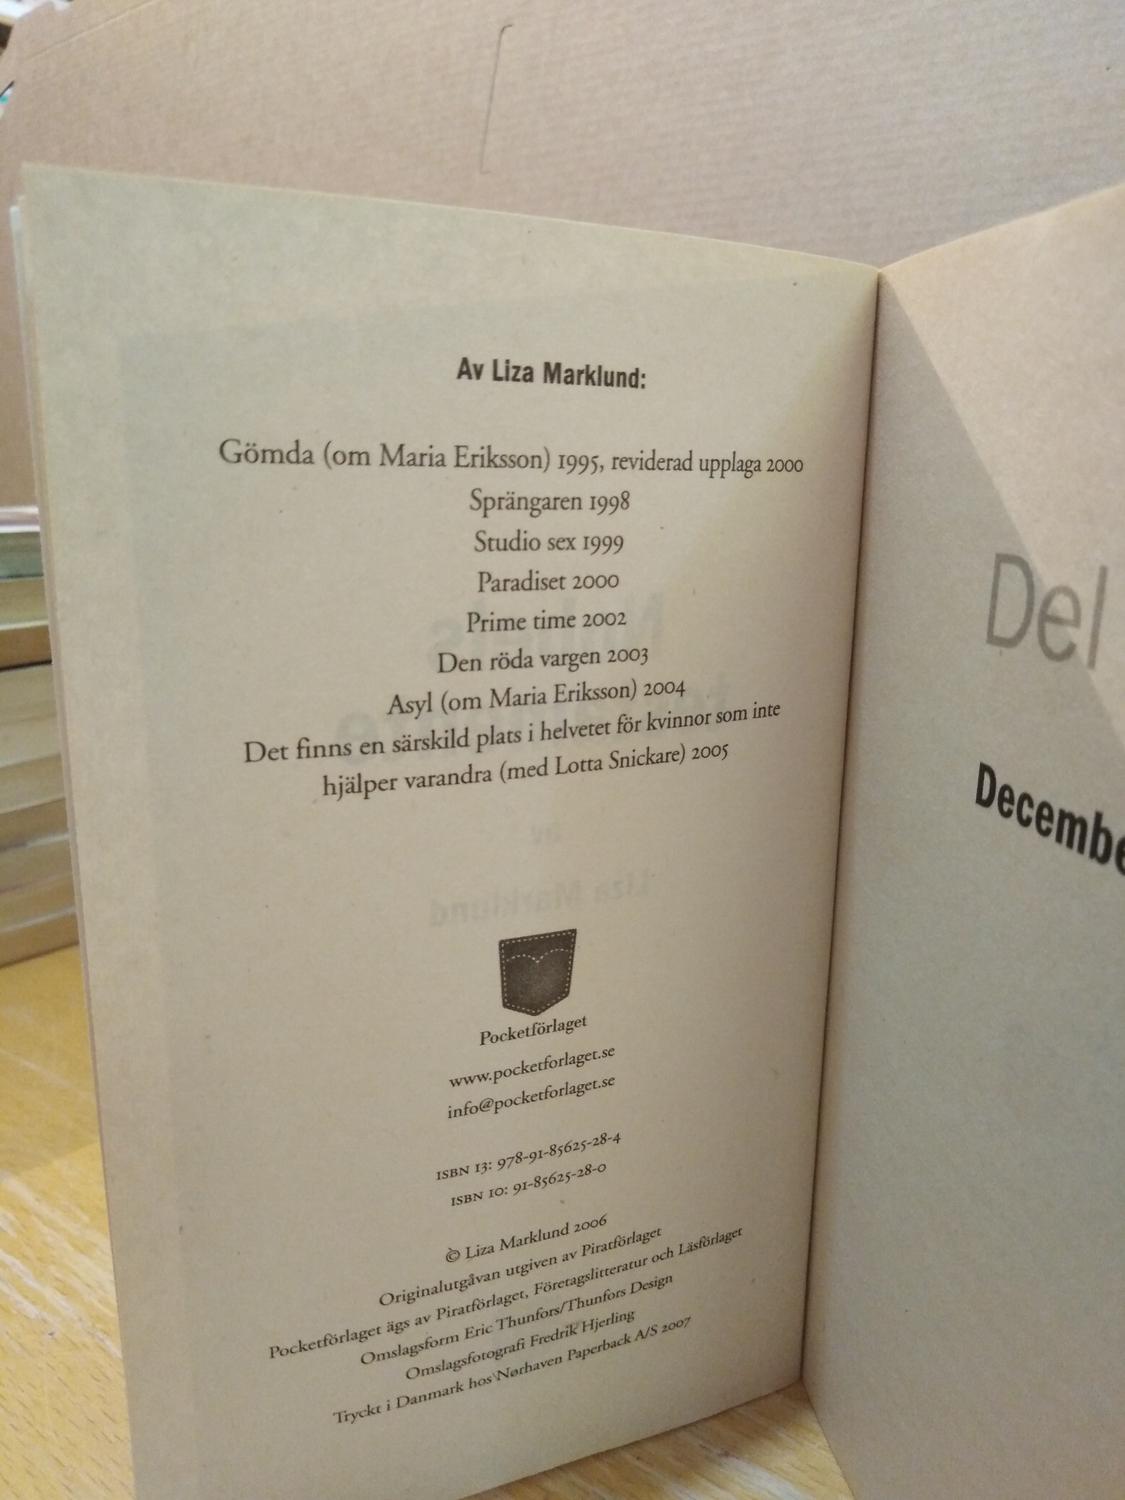 Av Liza Marklund:
Gömda (om Maria Eriksson) 1995, reviderad upplaga 2000
Sprängaren 1998
Studio sex 1999
Paradiset 2000
Prime time 2002
Den röda vargen 2003
Asyl (om Maria Eriksson) 2004
Det finns en särskild plats i helvetet för kvinnor som inte
hjälper varandra (med Lotta Snickare) 2005
Pocketförlaget
www.pocketforlaget.se
info@pocketforlaget.se
ISBN 13: 978-91-85625-28-4
ISBN 10: 91-85625-28-0
© Liza Marklund 2006
Originalutgåvan utgiven av Piratförlaget
Pocketförlaget ägs av Piratförlaget, Företagslitteratur och Läsförlaget
Omslagsform Eric Thunfors/Thunfors Design
Omslagsfotografi Fredrik Hjerling
Tryckt i Danmark hos Nørhaven Paperback A/S 2007
Del
Decembe